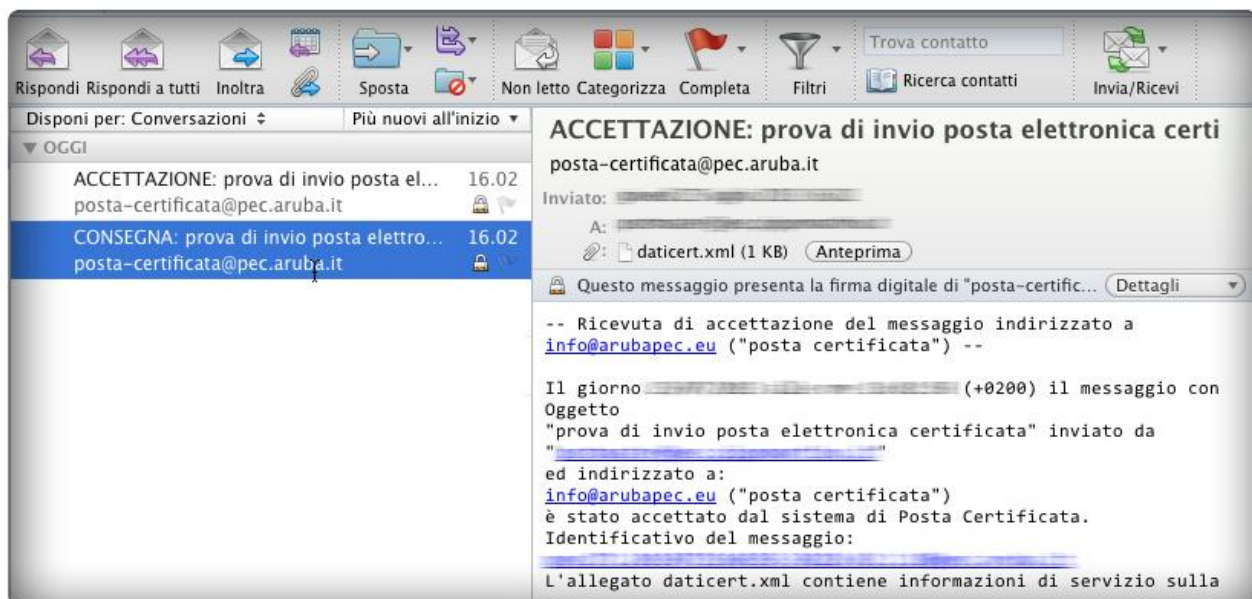 Rispondi Rispondi a tutti Inoltra Sposta Non letto Categorizza Completa Filtri Trova contatto Ricerca contatti Invia/Ricevi
Disponi per: Conversazioni Più nuovi all'inizio
OGGI
ACCETTAZIONE: prova di invio posta el... 16.02
posta-certificata@pec.aruba.it
CONSEGNA: prova di invio posta elettro... 16.02
posta-certificata@pec.aruba.it
ACCETTAZIONE: prova di invio posta elettronica certi
posta-certificata@pec.aruba.it
Inviato:
A:
daticert.xml (1 KB) Anteprima
Questo messaggio presenta la firma digitale di "posta-certific... Dettagli
-- Ricevuta di accettazione del messaggio indirizzato a
info@arubapec.eu ("posta certificata") --
Il giorno (+0200) il messaggio con
Oggetto
"prova di invio posta elettronica certificata" inviato da
" "
ed indirizzato a:
info@arubapec.eu ("posta certificata")
è stato accettato dal sistema di Posta Certificata.
Identificativo del messaggio:
L'allegato daticert.xml contiene informazioni di servizio sulla